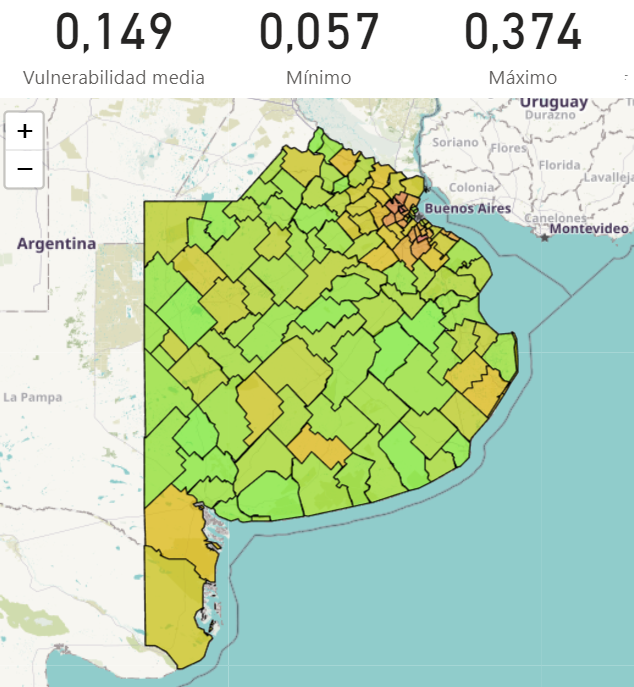 0,149
0,057
0,374
Vulnerabilidad media
Mínimo
Máximo
+
−
Uruguay
Durazno
Soriano
Flores
Florida
Lavalleja
Colonia
Buenos Aires
Canelones
Montevideo
Argentina
La Pampa